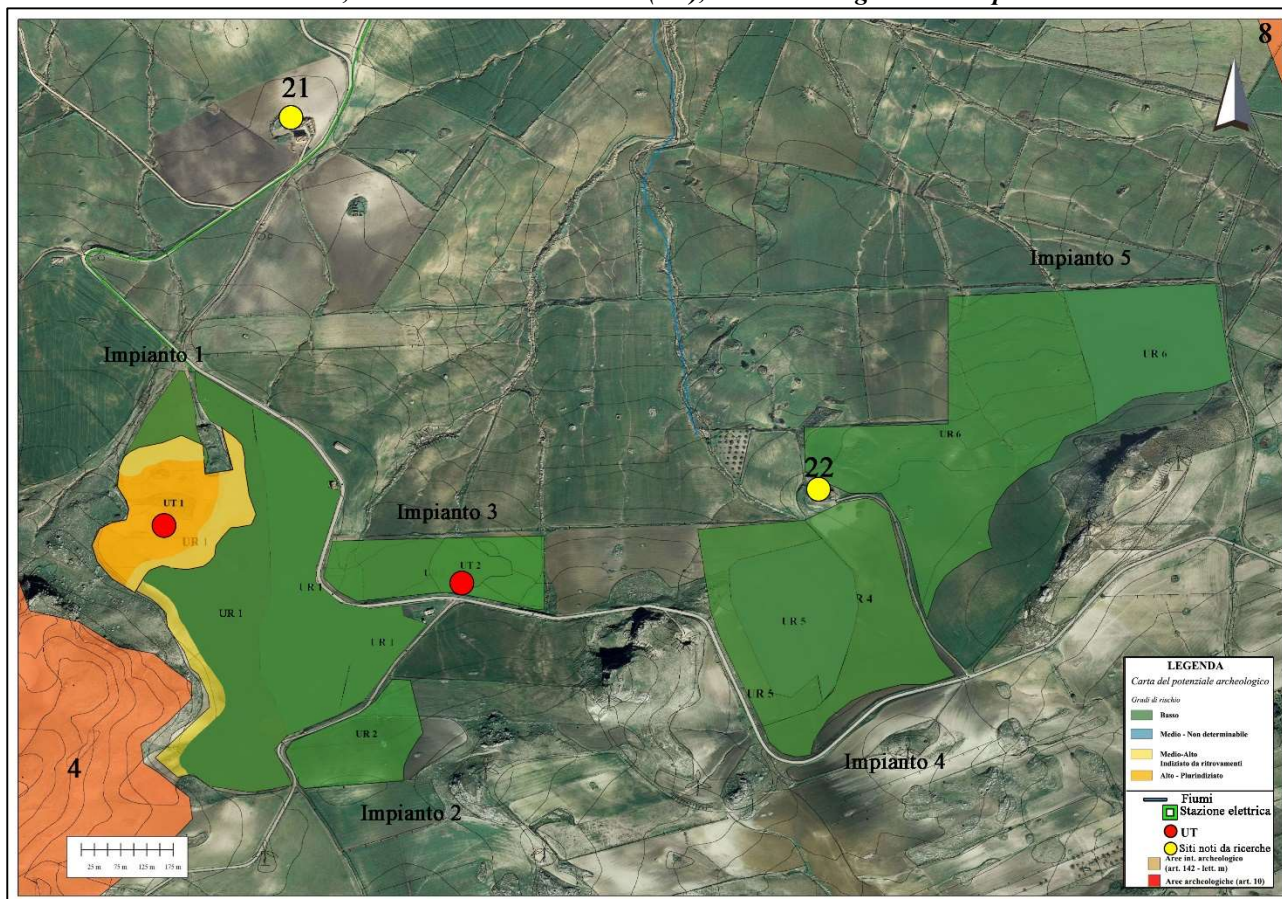 8
21
Impianto 5
Impianto 1
UR 6
UR 6
22
UT 1
Impianto 3
UR 1
UT 2
UR 1
UR 1
UR 5
R 4
UR 1
UR 5
UR 2
4
Impianto 4
Impianto 2
25 m 75 m 125 m 175 m
LEGENDA
Carta del potenziale archeologico
Gradi di rischio
Basso
Medio - Non determinabile
Medio-Alto
Indiziato da ritrovamenti
Alto - Plurindiziato
Fiumi
Stazione elettrica
UT
Siti noti da ricerche
Aree int. archeologico
(art. 142 - lett. m)
Aree archeologiche (art. 10)